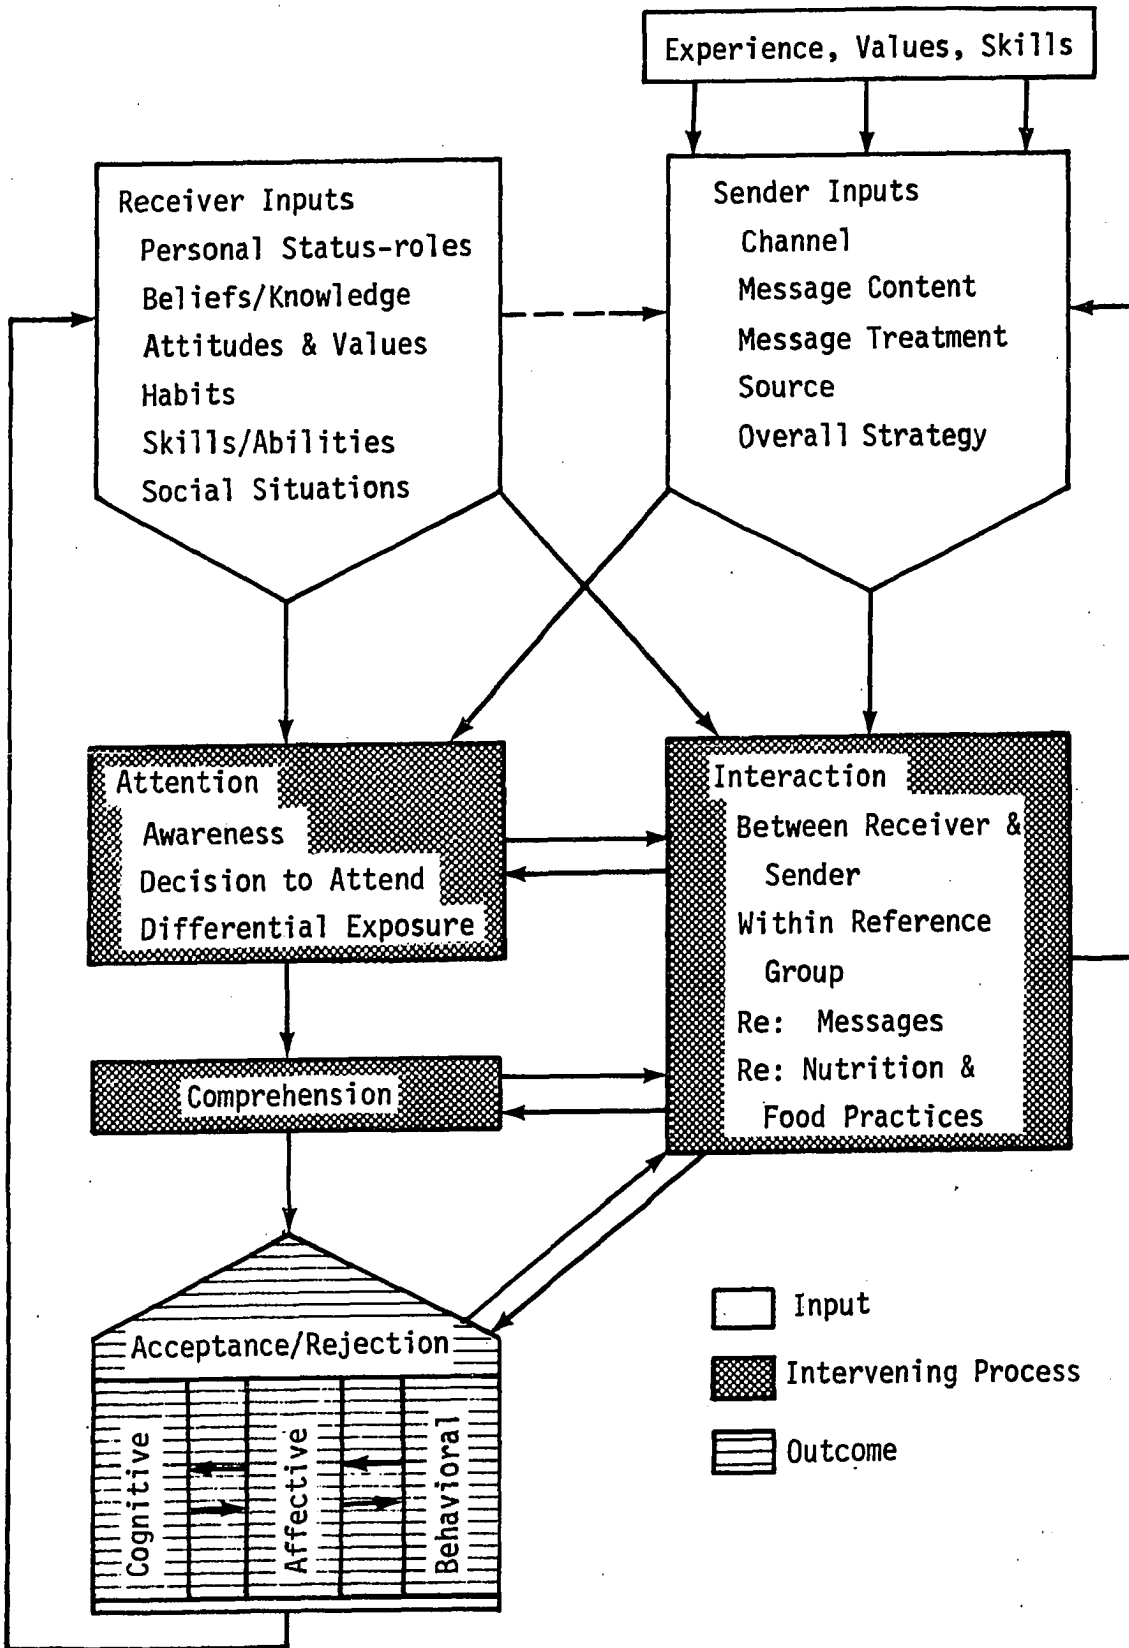 Experience, Values, Skills
Receiver Inputs
Personal Status-roles
Beliefs/Knowledge
Attitudes & Values
Habits
Skills/Abilities
Social Situations
Sender Inputs
Channel
Message Content
Message Treatment
Source
Overall Strategy
Attention
Awareness
Decision to Attend
Differential Exposure
Interaction
Between Receiver &
Sender
Within Reference
Group
Re: Messages
Re: Nutrition &
Food Practices
Comprehension
Acceptance/Rejection
Cognitive
Affective
Behavioral
Input
Intervening Process
Outcome